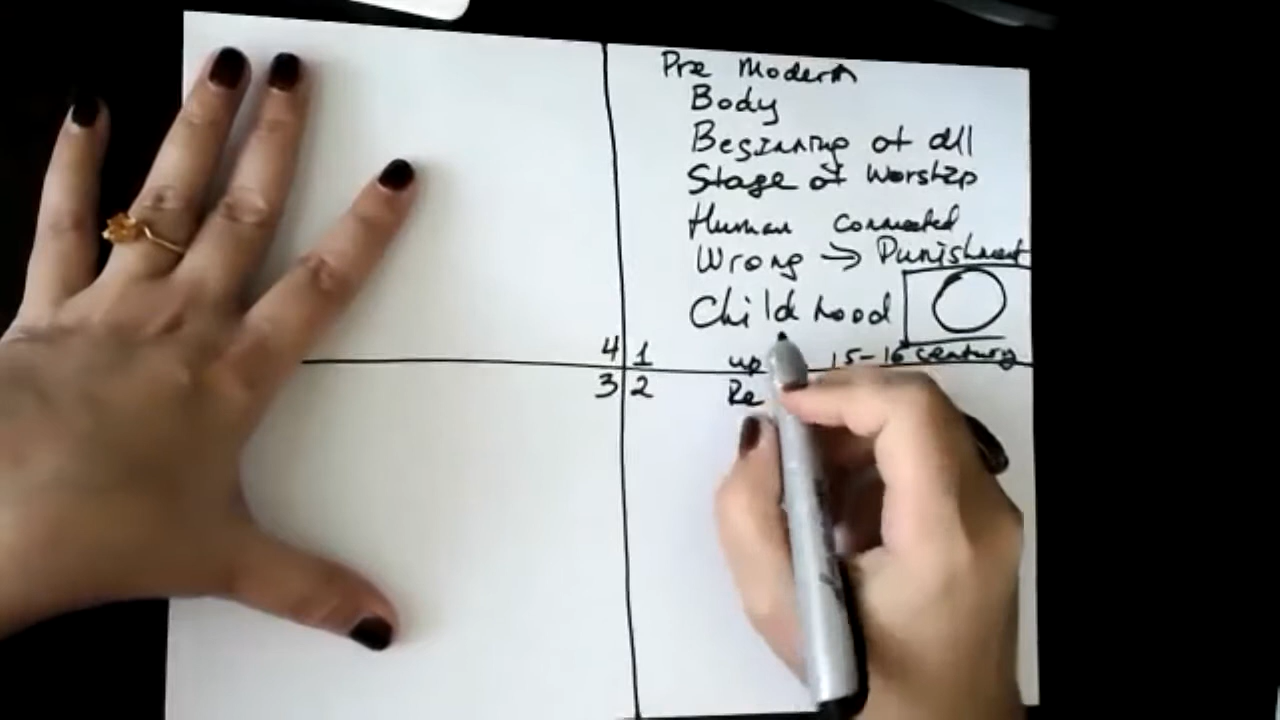 Pre Modern
Body
Beginning of all
Stage of Worship
Human connected
Wrong → Punishment
Childhood
up 15-16 century
4 1
3 2
Re